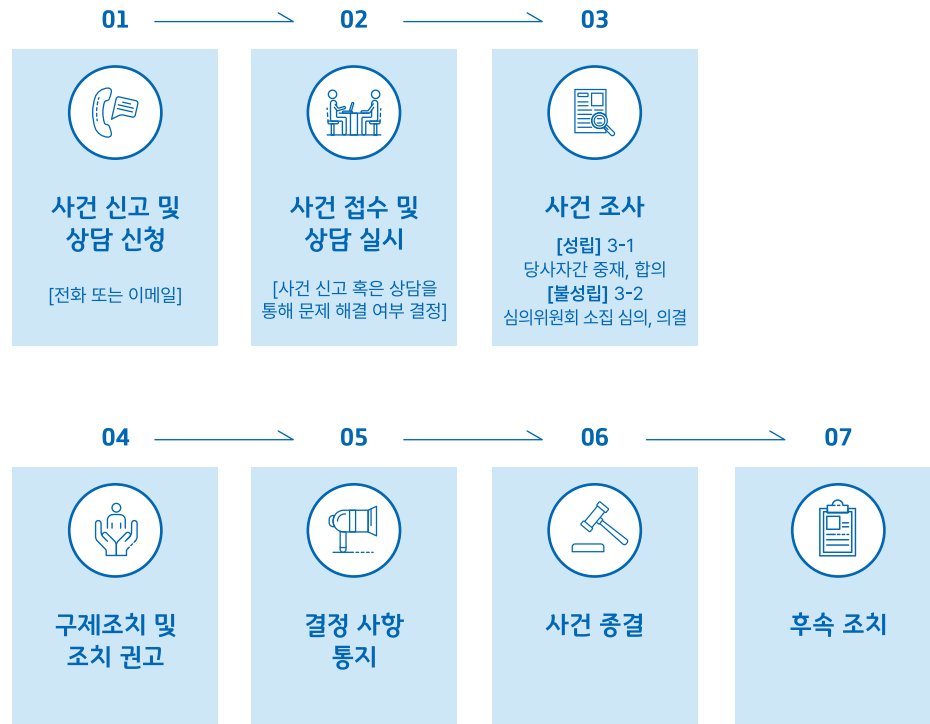 01
02
03
사건 신고 및
상담 신청
[전화 또는 이메일]
사건 접수 및
상담 실시
[사건 신고 혹은 상담을
통해 문제 해결 여부 결정]
사건 조사
[성립] 3-1
당사자간 중재, 합의
[불성립] 3-2
심의위원회 소집 심의, 의결
04
05
06
07
구제조치 및
조치 권고
결정 사항
통지
사건 종결
후속 조치